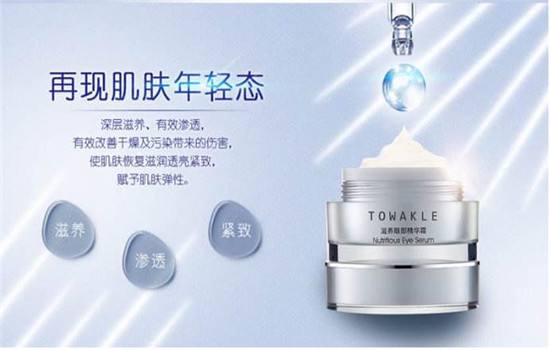 再现肌肤年轻态
深层滋养、有效渗透,
有效改善干燥及污染带来的伤害,
使肌肤恢复滋润透亮紧致,
赋予肌肤弹性。
滋养
渗透
紧致
TOWAKLE
滋养眼部精华霜
Nutritious Eye Serum